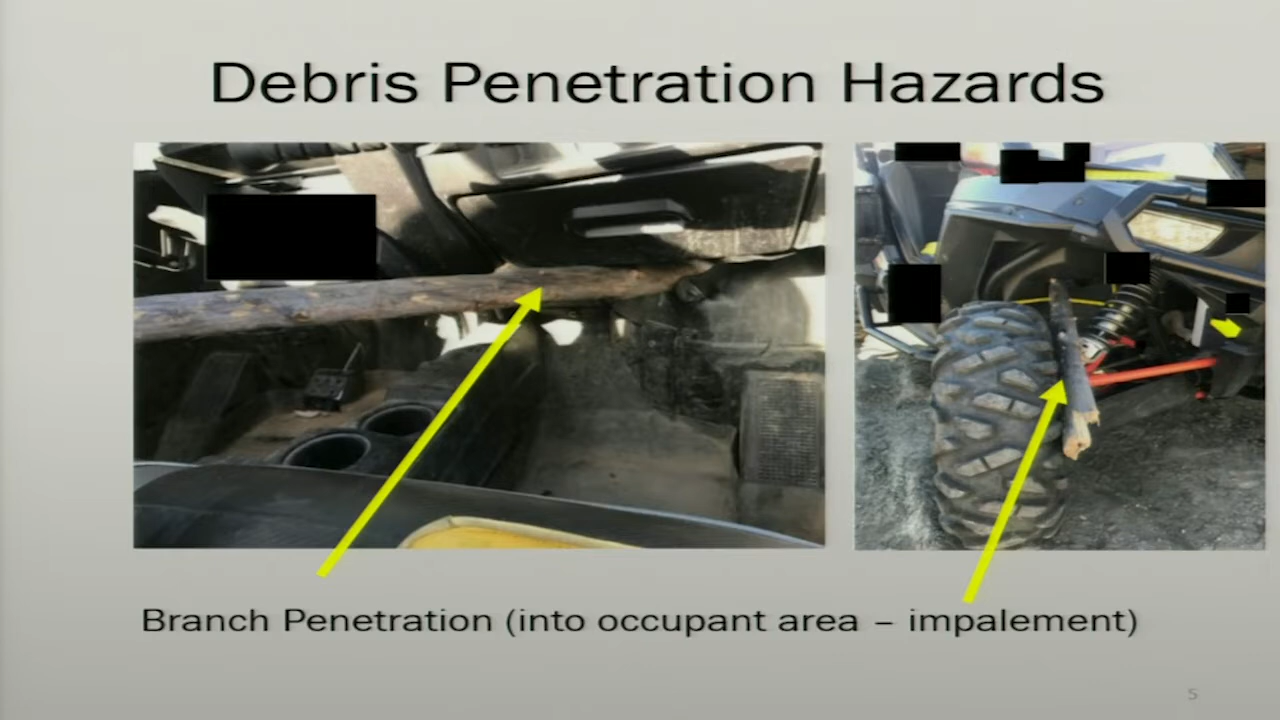 Debris Penetration Hazards
Branch Penetration (into occupant area – impalement)
5